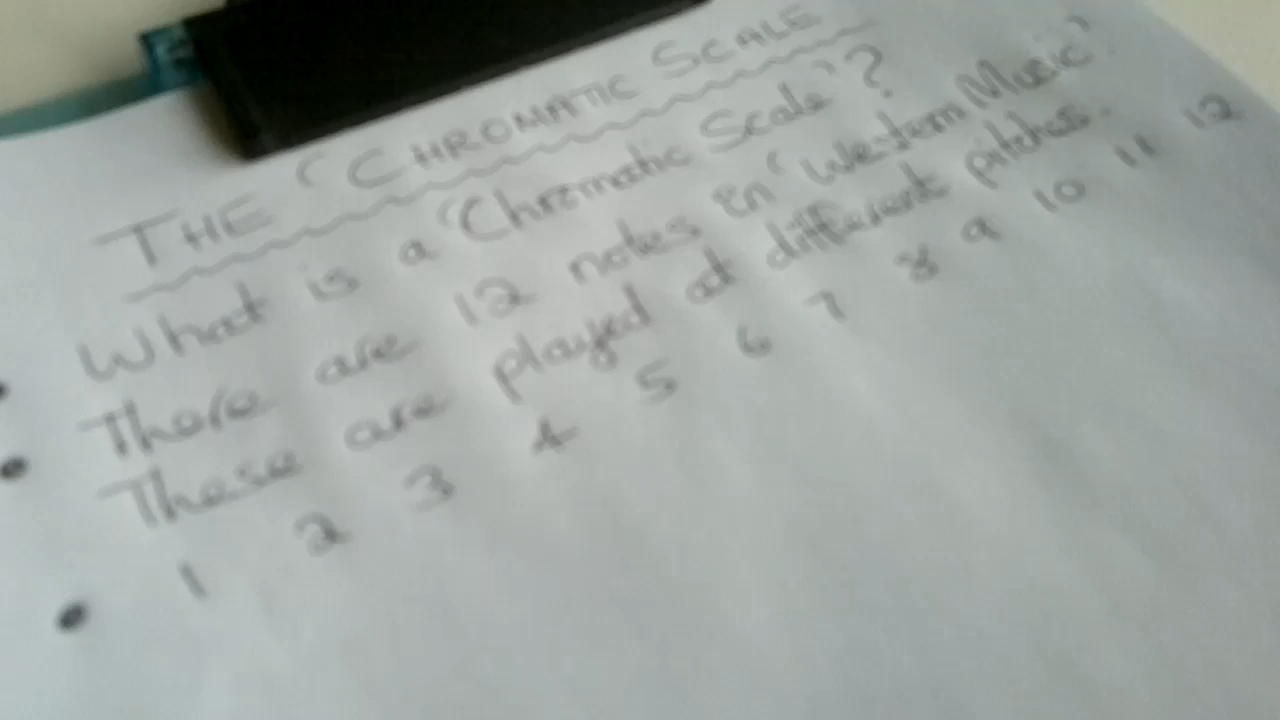 THE 'CHROMATIC SCALE
What is a 'Chromatic Scale'?
There are 12 notes in 'Western Music'.
These are played at different pitches.
1 2 3 4 5 6 7 8 9 10 11 12